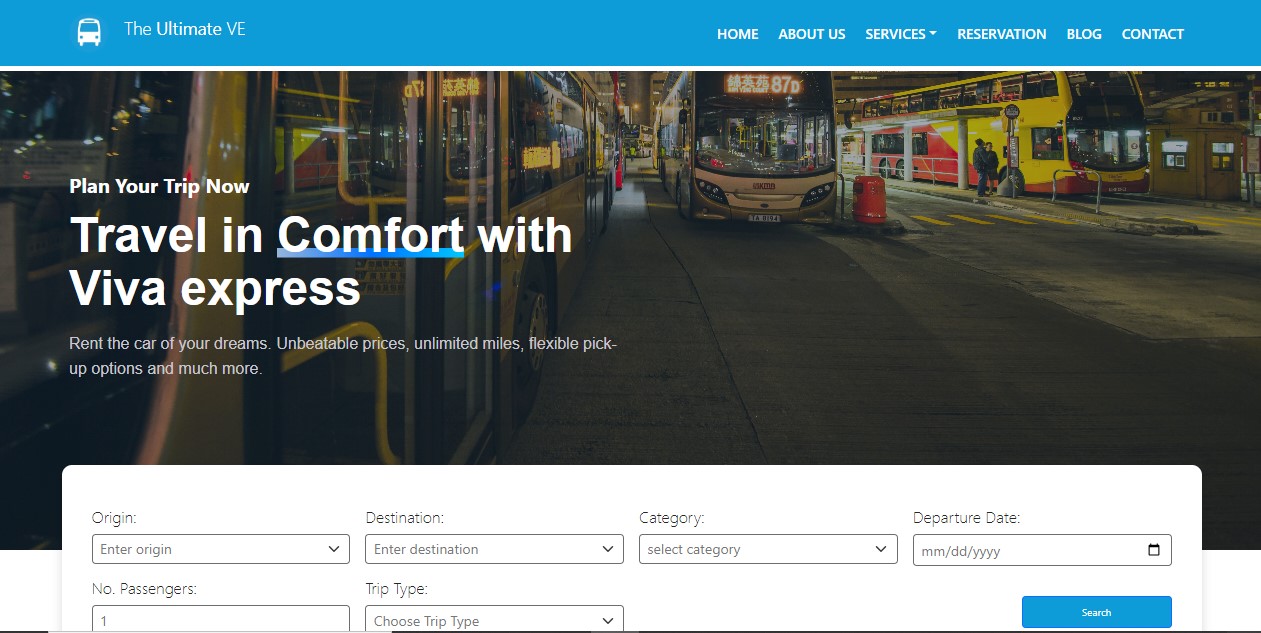 The Ultimate VE
HOME ABOUT US SERVICES RESERVATION BLOG CONTACT
87D
Plan Your Trip Now
Travel in Comfort with
Viva express
Rent the car of your dreams. Unbeatable prices, unlimited miles, flexible pick-
up options and much more.
Origin: Destination: Category: Departure Date:
Enter origin Enter destination select category mm/dd/yyyy
No. Passengers: Trip Type:
1 Choose Trip Type Search